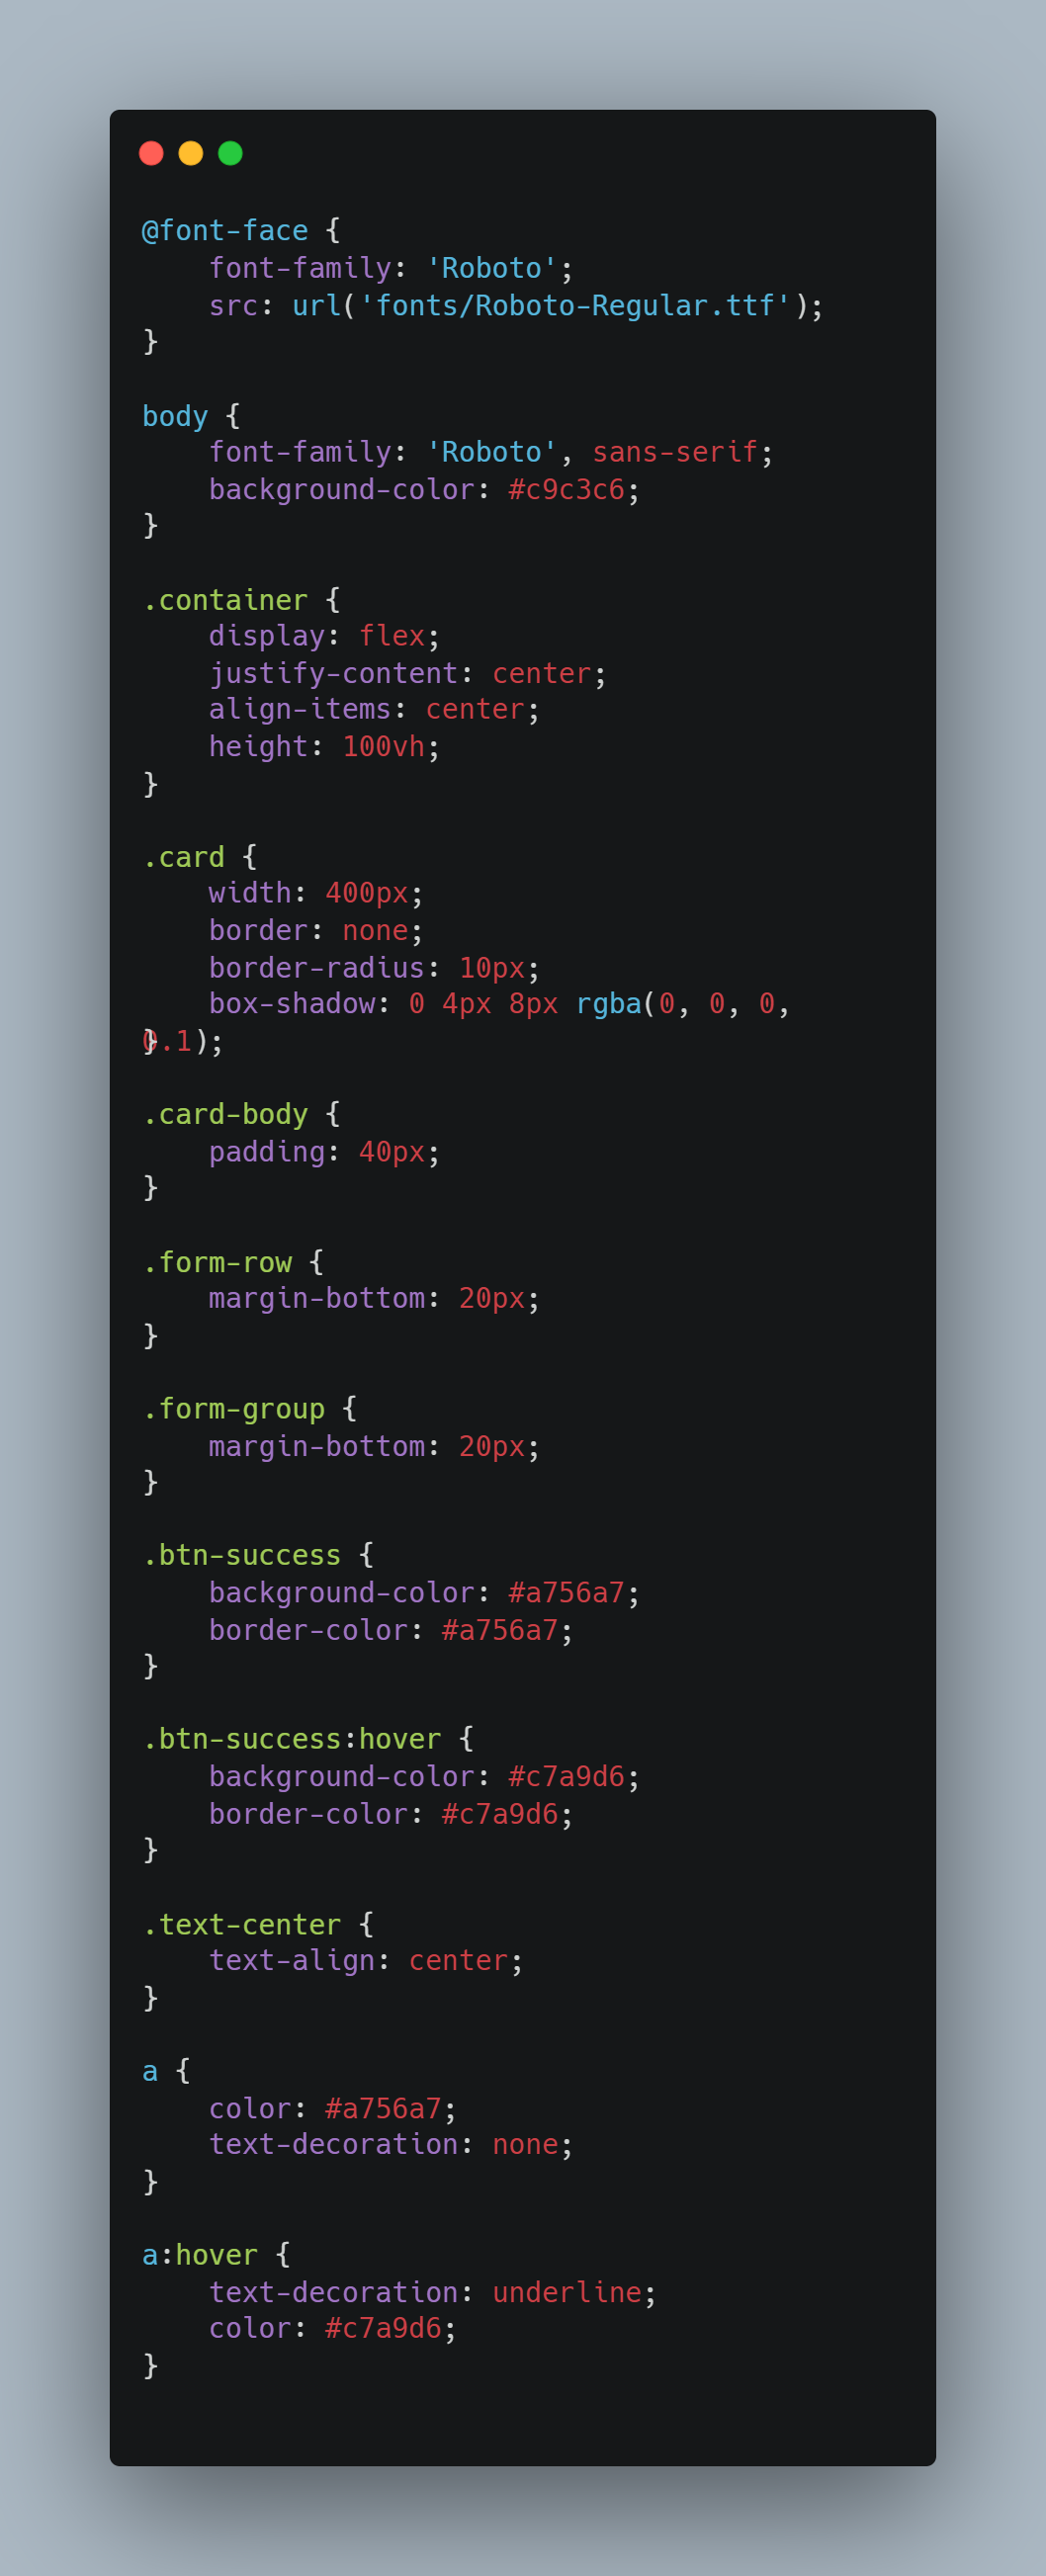 @font-face {
    font-family: 'Roboto';
    src: url('fonts/Roboto-Regular.ttf');
}

body {
    font-family: 'Roboto', sans-serif;
    background-color: #c9c3c6;
}

.container {
    display: flex;
    justify-content: center;
    align-items: center;
    height: 100vh;
}

.card {
    width: 400px;
    border: none;
    border-radius: 10px;
    box-shadow: 0 4px 8px rgba(0, 0, 0,
0.1);
}

.card-body {
    padding: 40px;
}

.form-row {
    margin-bottom: 20px;
}

.form-group {
    margin-bottom: 20px;
}

.btn-success {
    background-color: #a756a7;
    border-color: #a756a7;
}

.btn-success:hover {
    background-color: #c7a9d6;
    border-color: #c7a9d6;
}

.text-center {
    text-align: center;
}

a {
    color: #a756a7;
    text-decoration: none;
}

a:hover {
    text-decoration: underline;
    color: #c7a9d6;
}